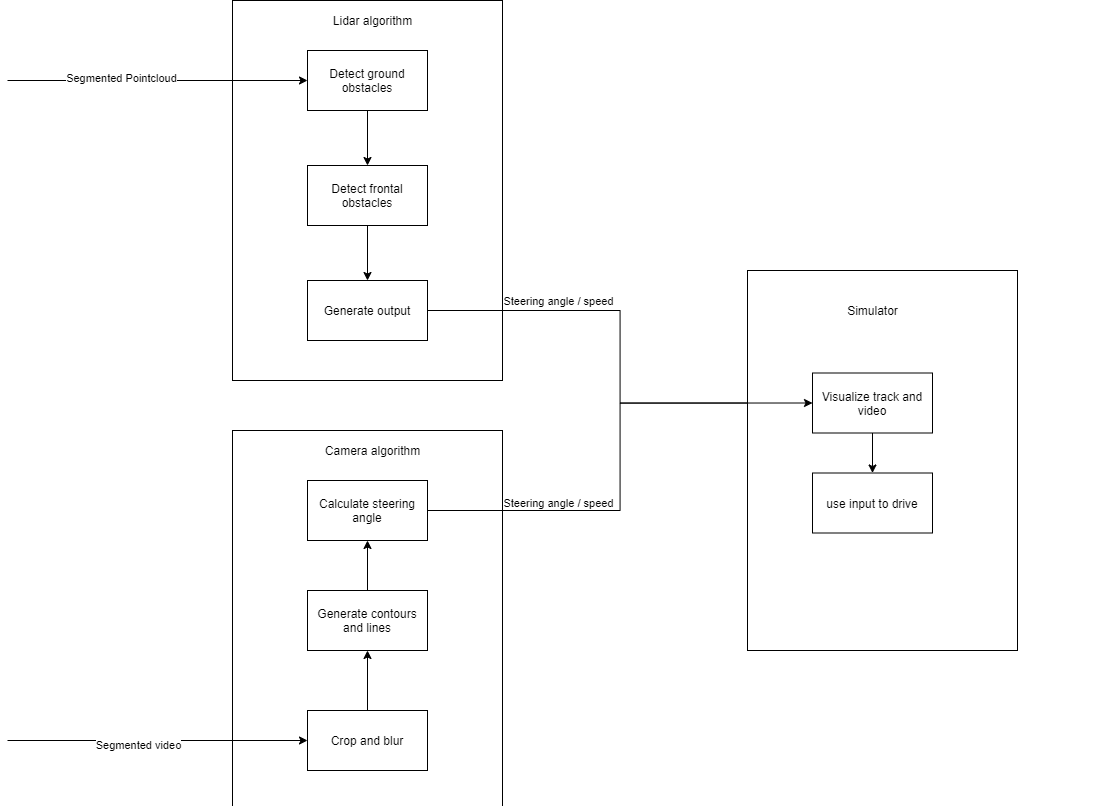 Lidar algorithm
Segmented Pointcloud
Detect ground
obstacles
Detect frontal
obstacles
Generate output
Steering angle / speed
Camera algorithm
Calculate steering
angle
Steering angle / speed
Generate contours
and lines
Segmented video
Crop and blur
Simulator
Visualize track and
video
use input to drive